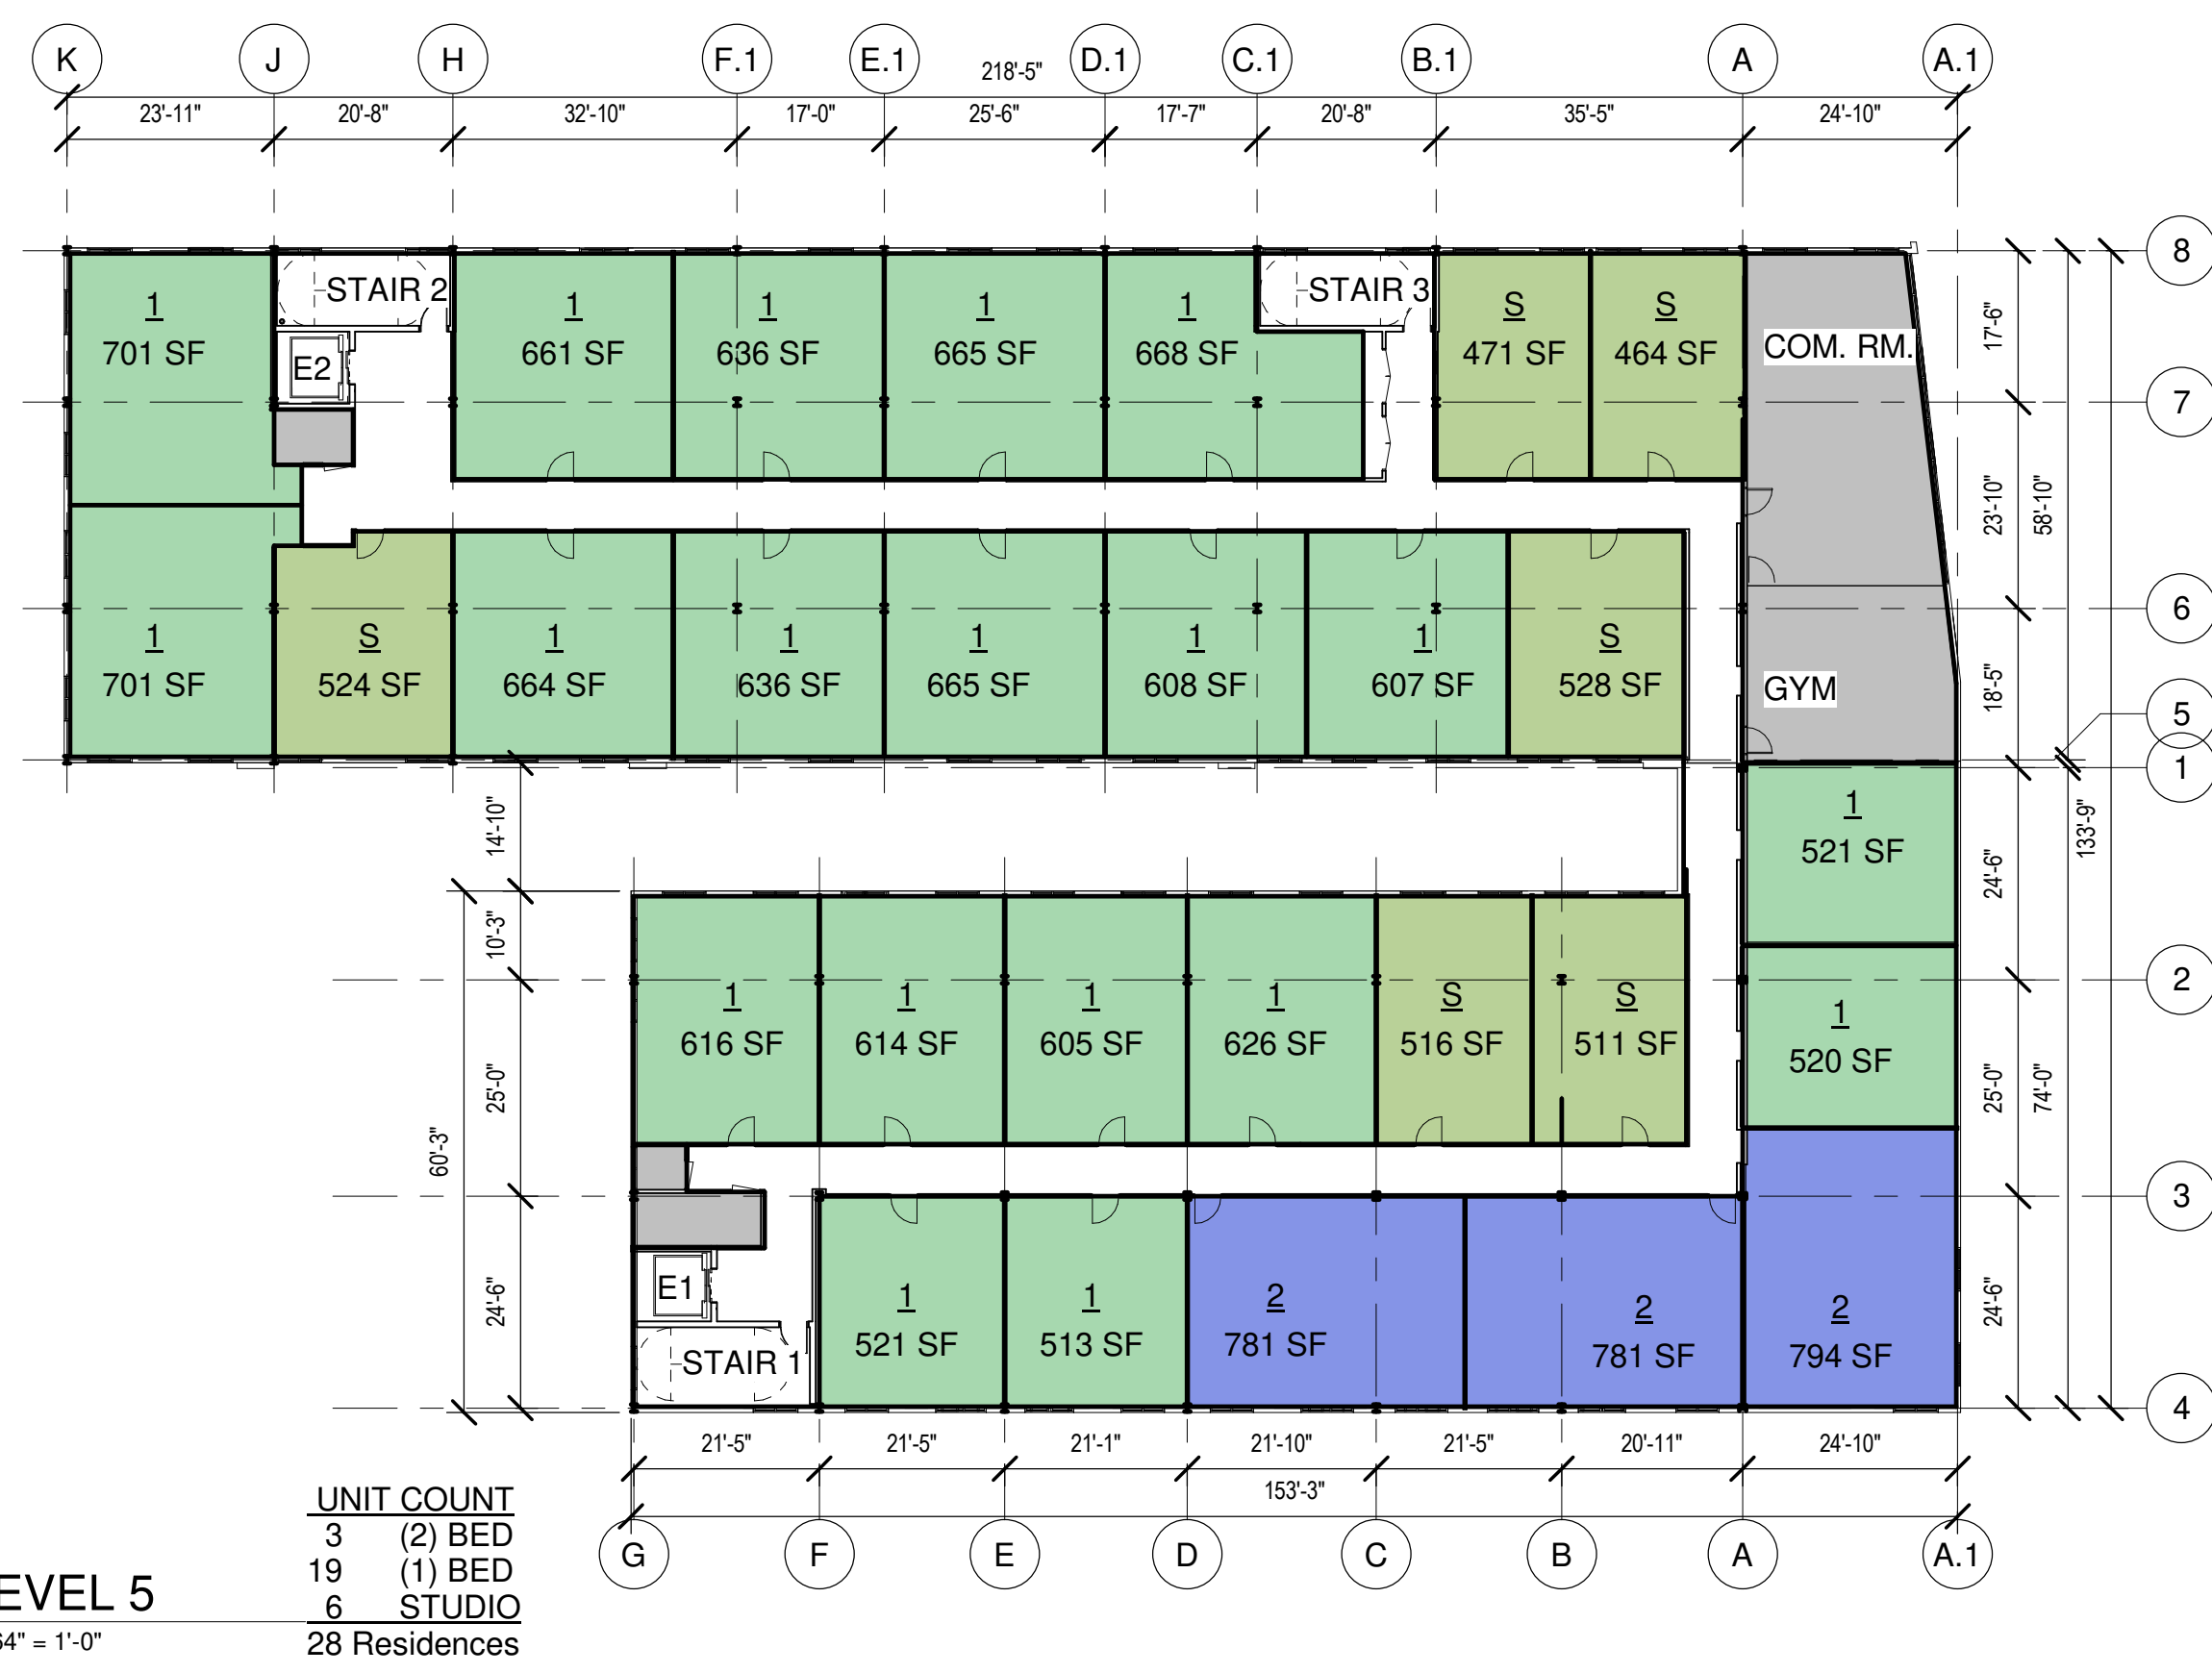 K J H F.1 E.1 D.1 C.1 B.1 A A.1
218'-5"
23'-11" 20'-8" 32'-10" 17'-0" 25'-6" 17'-7" 20'-8" 35'-5" 24'-10"
8
STAIR 2 STAIR 3
1 1 1 1 1 S S
701 SF 661 SF 636 SF 665 SF 668 SF 471 SF 464 SF
COM. RM.
17'-6"
E2
7
23'-10" 58'-10"
6
1 S 1 1 1 1 1 S
701 SF 524 SF 664 SF 636 SF 665 SF 608 SF 607 SF 528 SF
GYM
18'-5"
5
1
14'-10"
1
521 SF
133'-9"
24'-6"
10'-3"
2
1 1 1 1 S S 1
616 SF 614 SF 605 SF 626 SF 516 SF 511 SF 520 SF
25'-0" 25'-0" 74'-0"
60'-3"
3
E1
24'-6" 24'-6"
1 1 2 2 2
521 SF 513 SF 781 SF 781 SF 794 SF
STAIR 1
4
21'-5" 21'-5" 21'-1" 21'-10" 21'-5" 20'-11" 24'-10"
153'-3"
G F E D C B A A.1
UNIT COUNT
3 (2) BED
19 (1) BED
6 STUDIO
28 Residences
EVEL 5
64" = 1'-0"